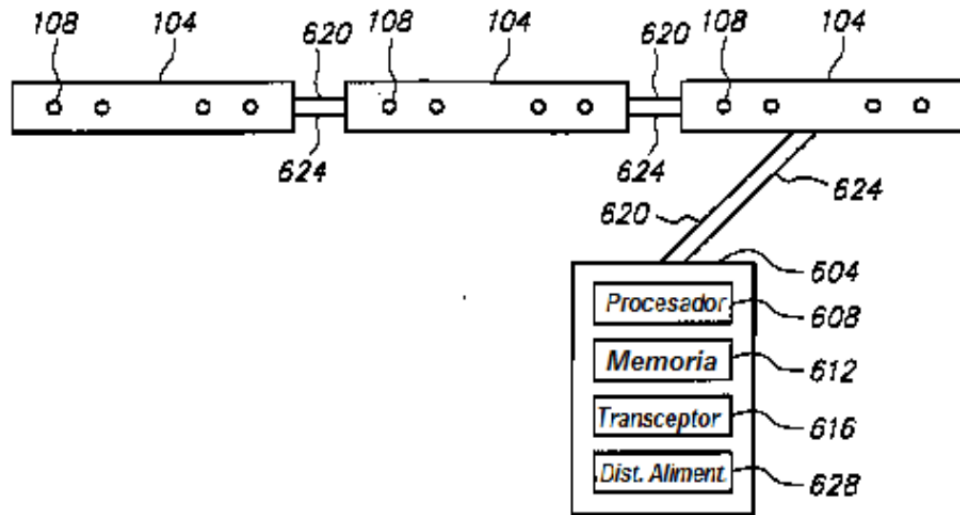 108 104 620 108 104 620 108 104
624 624 624
620
604
Procesador 608
Memoria 612
Transceptor 616
Dist. Aliment. 628